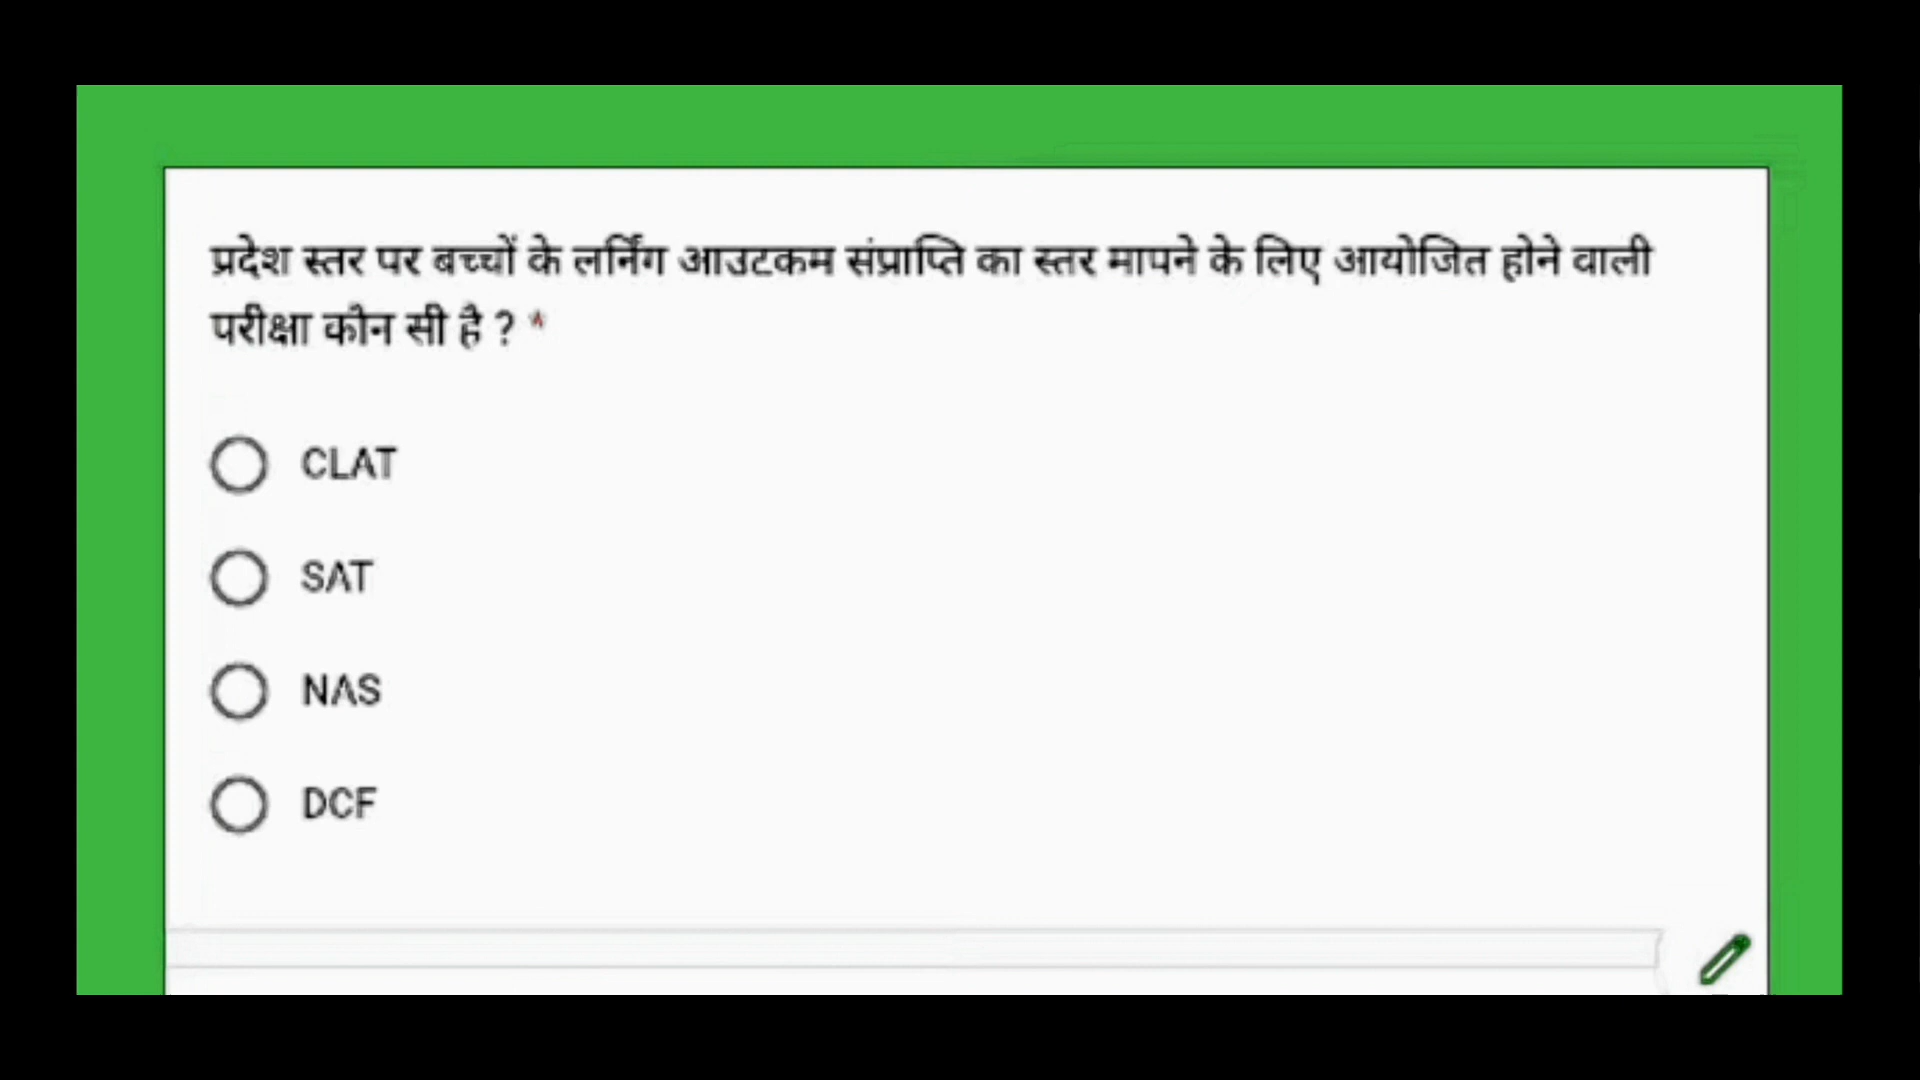 प्रदेश स्तर पर बच्चों के लर्निंग आउटकम संप्राप्ति का स्तर मापने के लिए आयोजित होने वाली
परीक्षा कौन सी है ? *
CLAT
SAT
NAS
DCF